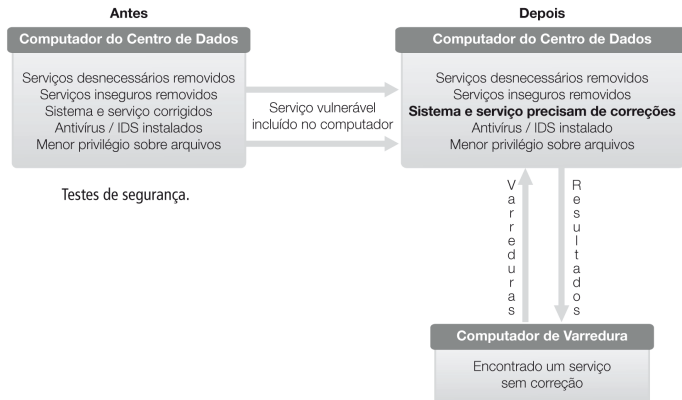 Antes
Computador do Centro de Dados
Serviços desnecessários removidos
Serviços inseguros removidos
Sistema e serviço corrigidos
Antivírus / IDS instalados
Menor privilégio sobre arquivos
Serviço vulnerável
incluído no computador
Depois
Computador do Centro de Dados
Serviços desnecessários removidos
Serviços inseguros removidos
Sistema e serviço precisam de correções
Antivírus / IDS instalado
Menor privilégio sobre arquivos
Testes de segurança.
Varreduras
Resultados
Computador de Varredura
Encontrado um serviço
sem correção